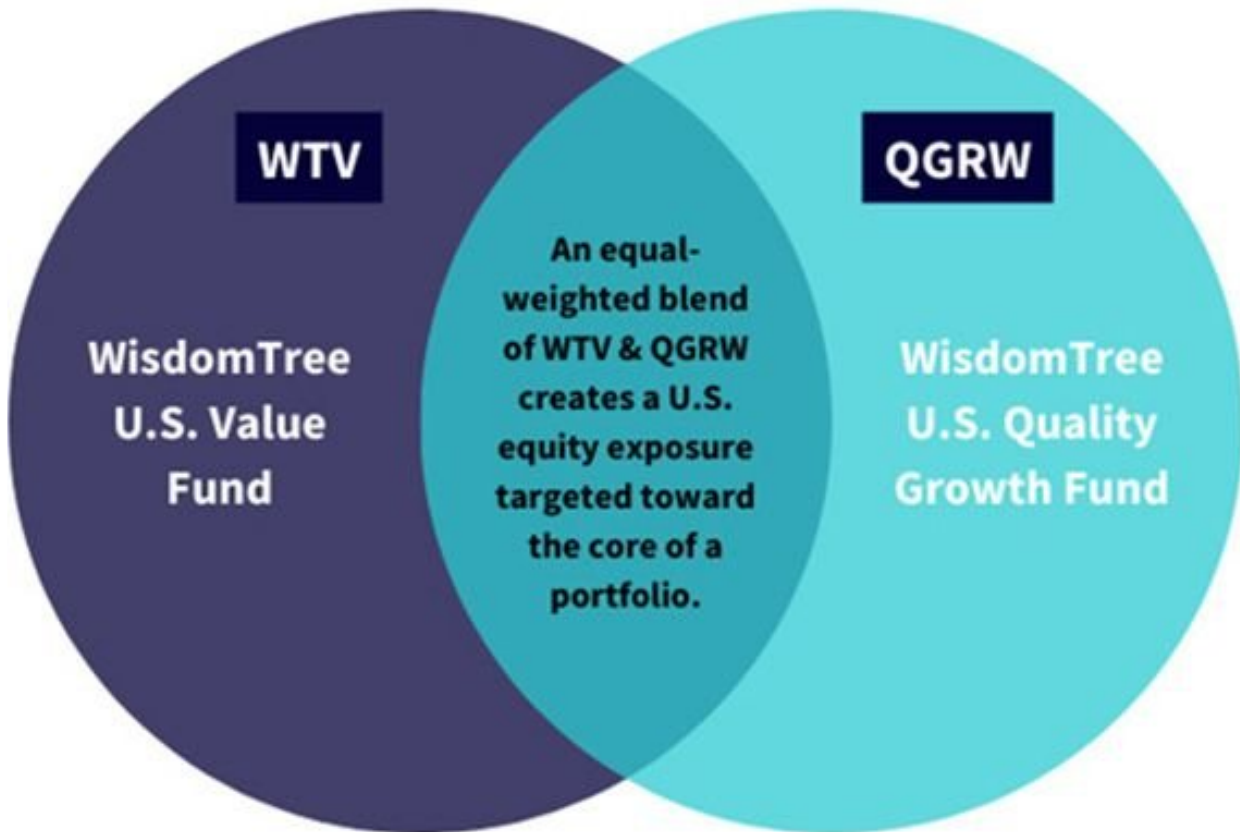 WTV
WisdomTree
U.S. Value
Fund
An equal-
weighted blend
of WTV & QGRW
creates a U.S.
equity exposure
targeted toward
the core of a
portfolio.
QGRW
WisdomTree
U.S. Quality
Growth Fund